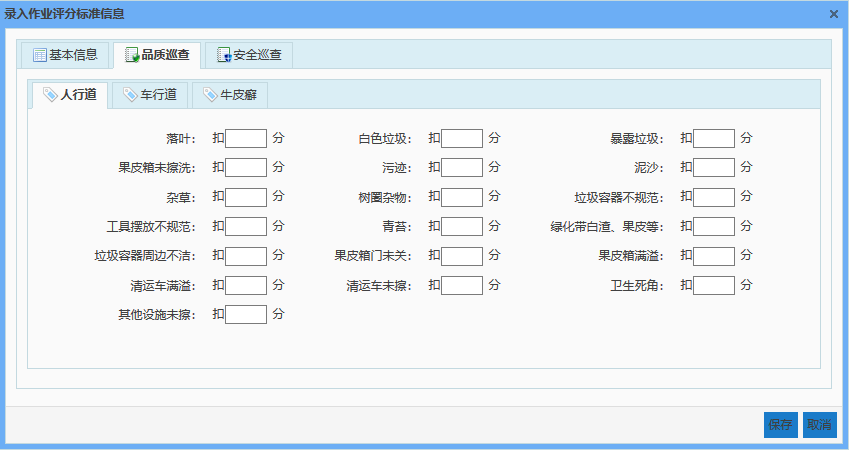 录入作业评分标准信息
基本信息 品质巡查 安全巡查
人行道 车行道 牛皮癣
落叶： 扣 分 白色垃圾： 扣 分 暴露垃圾： 扣 分
果皮箱未擦洗： 扣 分 污迹： 扣 分 泥沙： 扣 分
杂草： 扣 分 树圈杂物： 扣 分 垃圾容器不规范： 扣 分
工具摆放不规范： 扣 分 青苔： 扣 分 绿化带白渣、果皮等： 扣 分
垃圾容器周边不洁： 扣 分 果皮箱门未关： 扣 分 果皮箱满溢： 扣 分
清运车满溢： 扣 分 清运车未擦： 扣 分 卫生死角： 扣 分
其他设施未擦： 扣 分
保存 取消